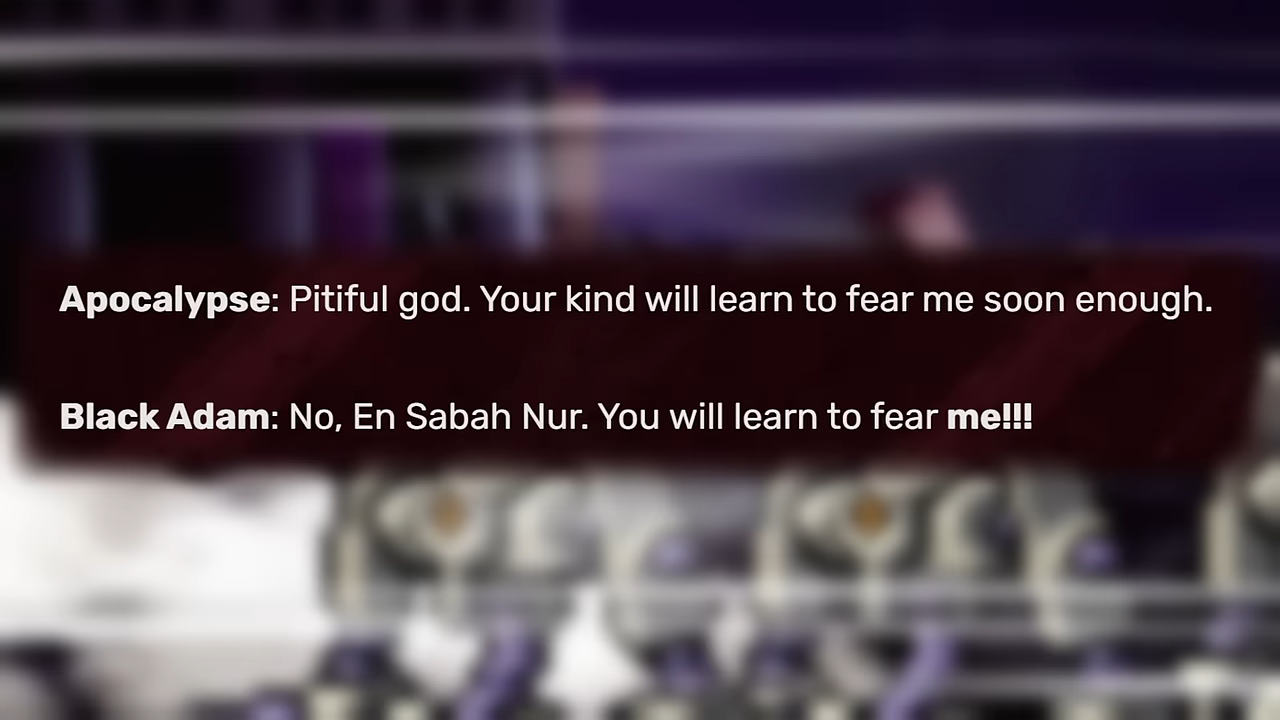 Apocalypse: Pitiful god. Your kind will learn to fear me soon enough.
Black Adam: No, En Sabah Nur. You will learn to fear me!!!